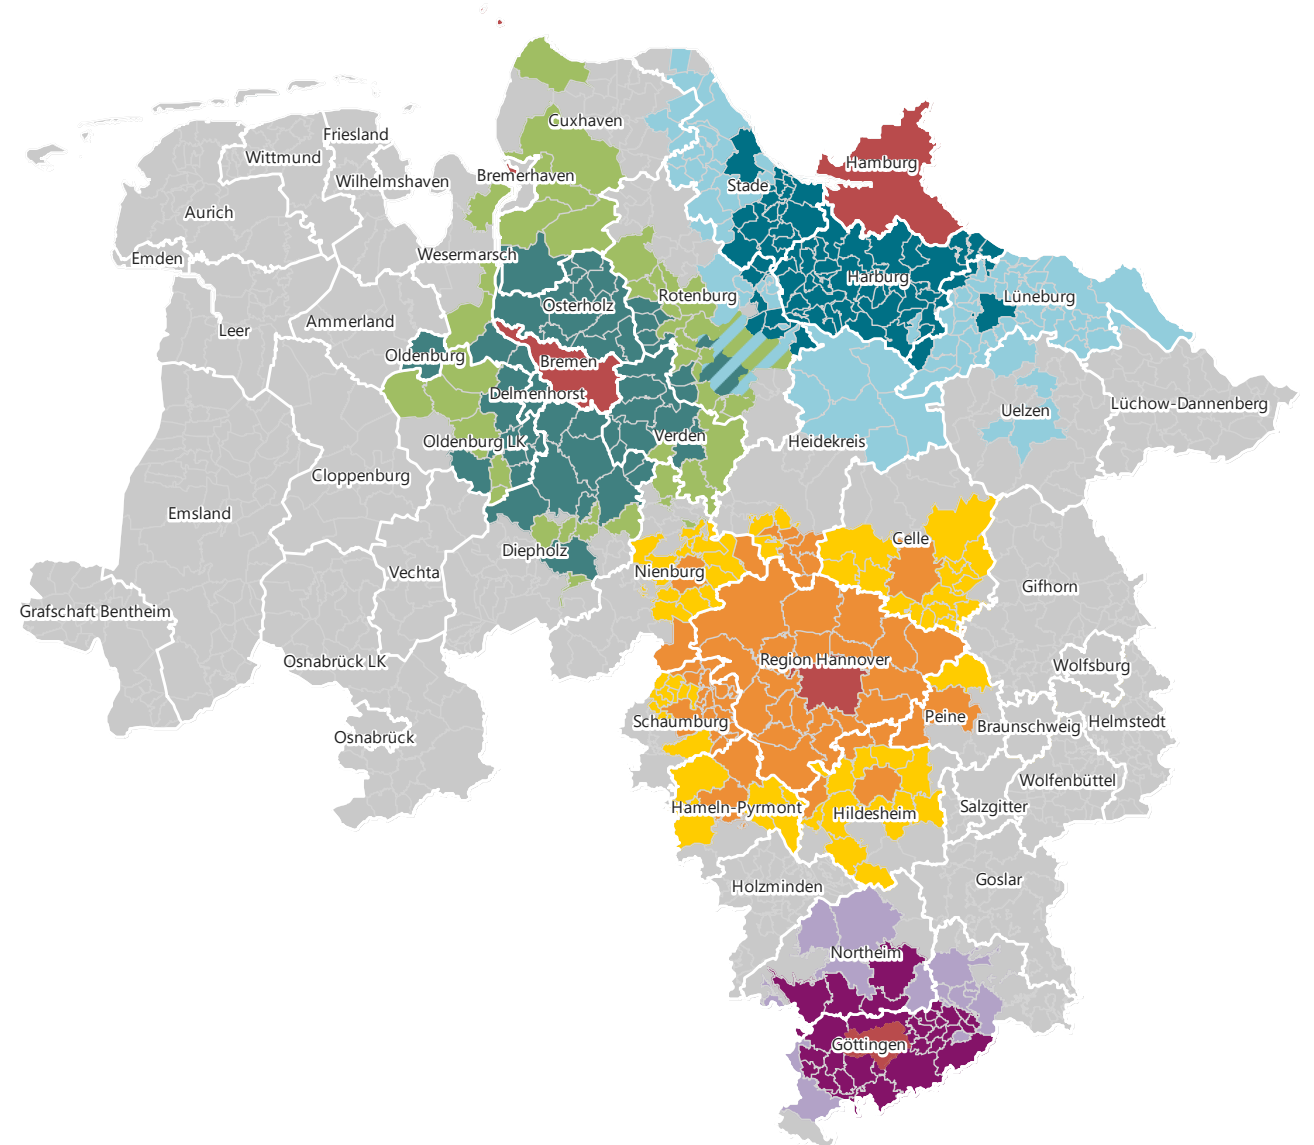 Cuxhaven
Friesland
Wittmund
Bremerhaven
Wilhelmshaven
Hamburg
Stade
Aurich
Emden
Wesermarsch
Harburg
Rotenburg
Lüneburg
Osterholz
Leer
Ammerland
Oldenburg
Bremen
Delmenhorst
Lüchow-Dannenberg
Uelzen
Oldenburg LK
Verden
Heidekreis
Cloppenburg
Emsland
Celle
Diepholz
Vechta
Nienburg
Gifhorn
Grafschaft Bentheim
Osnabrück LK
Region Hannover
Wolfsburg
Schaumburg
Peine
Braunschweig
Helmstedt
Osnabrück
Wolfenbüttel
Hameln-Pyrmont
Hildesheim
Salzgitter
Holzminden
Goslar
Northeim
Göttingen